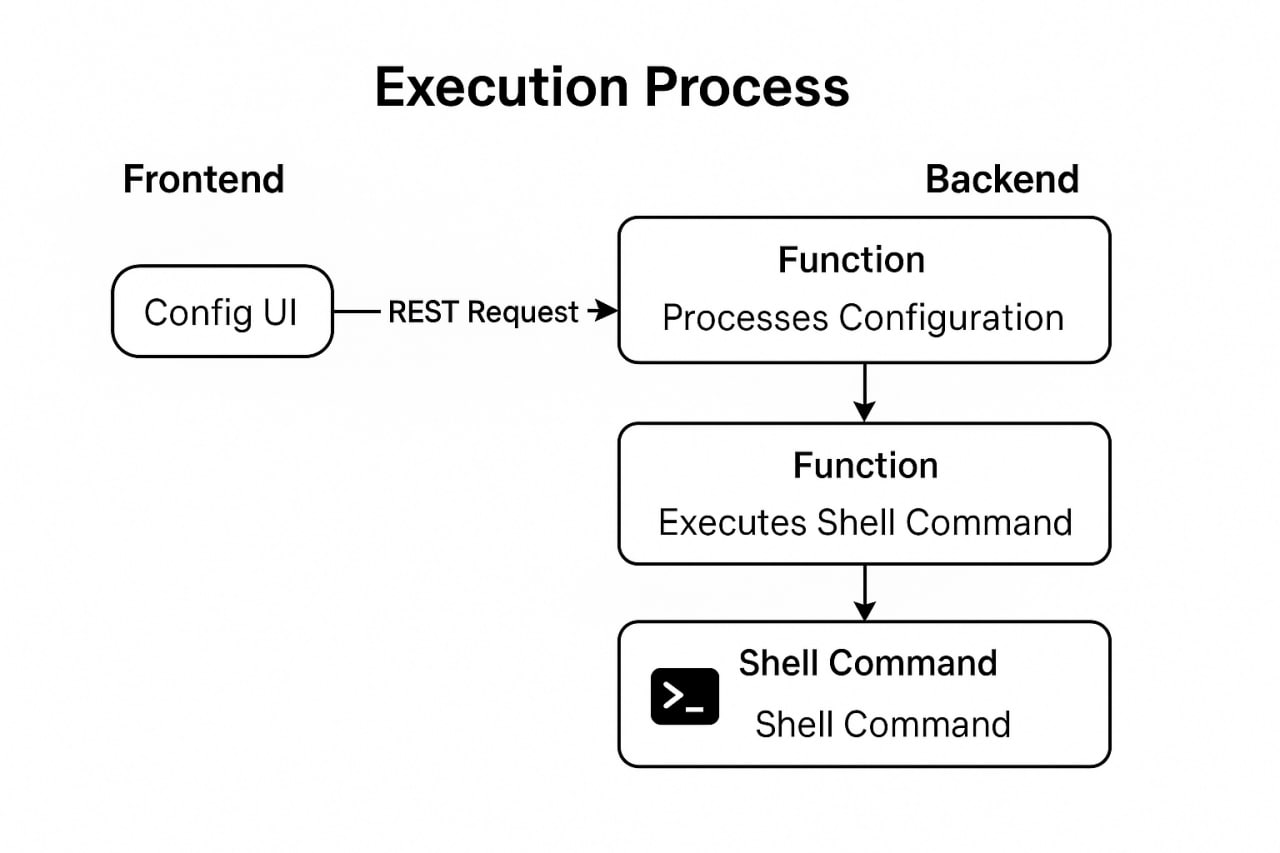 Execution Process
Frontend
Backend
Config UI
REST Request
Function
Processes Configuration
Function
Executes Shell Command
>_
Shell Command
Shell Command